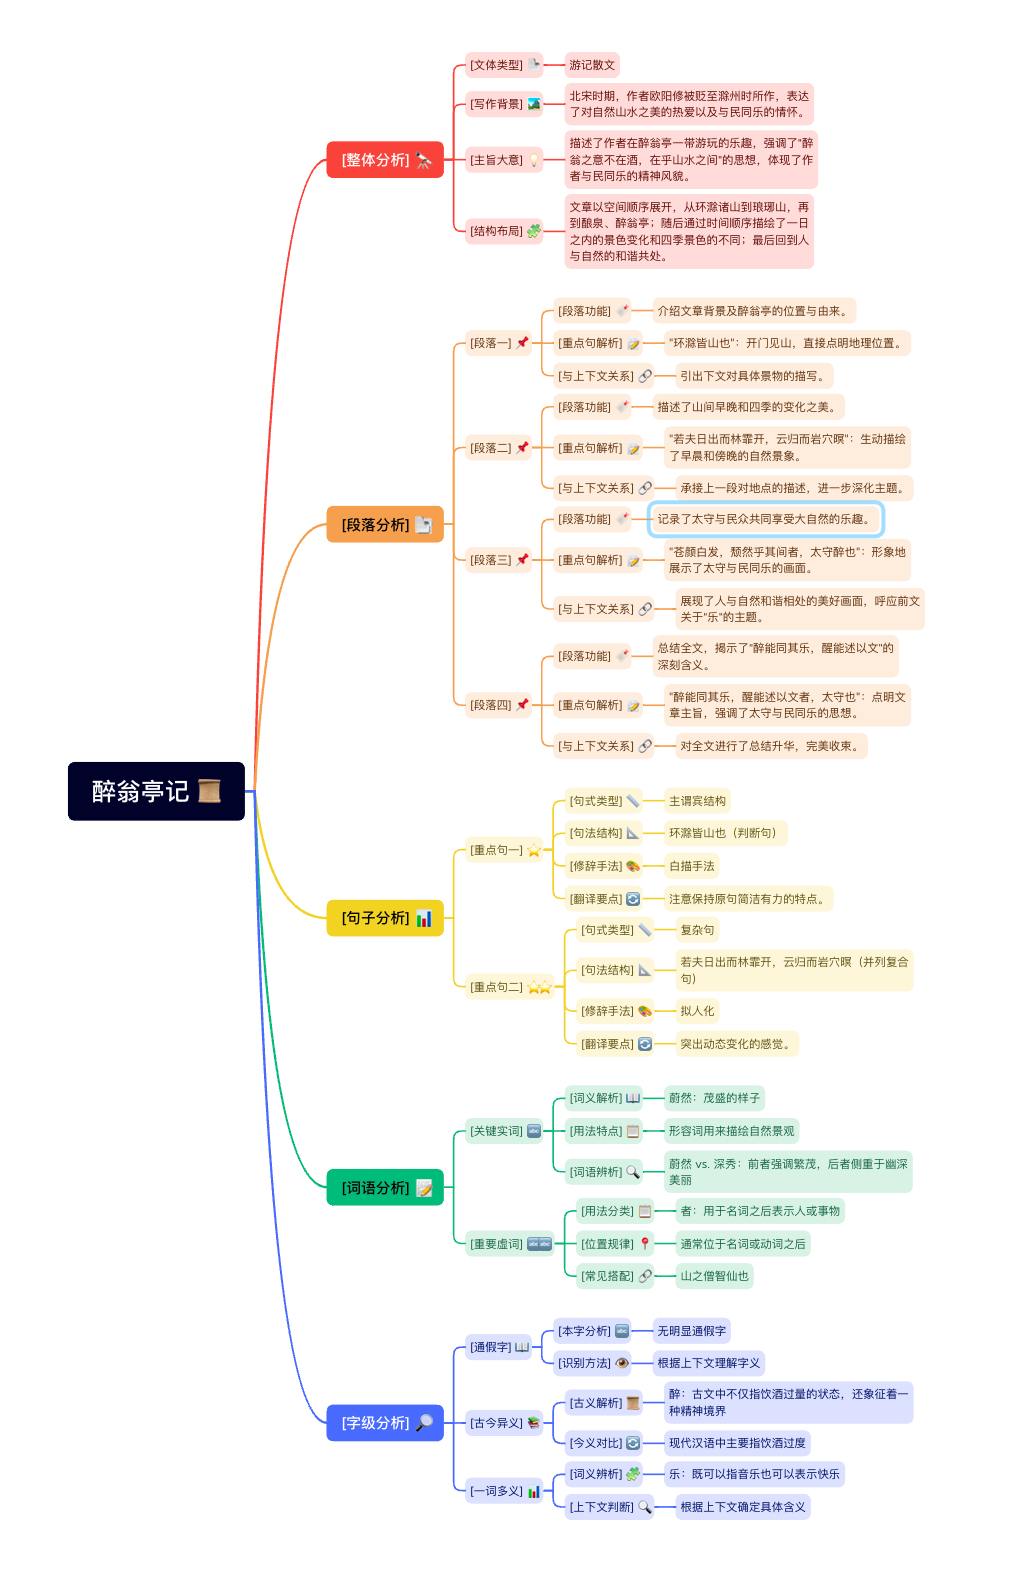 醉翁亭记
[整体分析]
[文体类型]
游记散文
[写作背景]
北宋时期，作者欧阳修被贬至滁州时所作，表达
了对自然山水之美的热爱以及与民同乐的情怀。
[主旨大意]
描述了作者在醉翁亭一带游玩的乐趣，强调了"醉
翁之意不在酒，在乎山水之间"的思想，体现了作
者与民同乐的精神风貌。
[结构布局]
文章以空间顺序展开，从环滁诸山到琅琊山，再
到酿泉、醉翁亭；随后通过时间顺序描绘了一日
之内的景色变化和四季景色的不同；最后回到人
与自然的和谐共处。
[段落分析]
[段落一]
[段落功能]
介绍文章背景及醉翁亭的位置与由来。
[重点句解析]
"环滁皆山也"：开门见山，直接点明地理位置。
[与上下文关系]
引出下文对具体景物的描写。
[段落二]
[段落功能]
描述了山间早晚和四季的变化之美。
[重点句解析]
"若夫日出而林霏开，云归而岩穴暝"：生动描绘
了早晨和傍晚的自然景象。
[与上下文关系]
承接上一段对地点的描述，进一步深化主题。
[段落三]
[段落功能]
记录了太守与民众共同享受大自然的乐趣。
[重点句解析]
"苍颜白发，颓然乎其间者，太守醉也"：形象地
展示了太守与民同乐的画面。
[与上下文关系]
展现了人与自然和谐相处的美好画面，呼应前文
关于"乐"的主题。
[段落四]
[段落功能]
总结全文，揭示了"醉能同其乐，醒能述以文"的
深刻含义。
[重点句解析]
"醉能同其乐，醒能述以文者，太守也"：点明文
章主旨，强调了太守与民同乐的思想。
[与上下文关系]
对全文进行了总结升华，完美收束。
[句子分析]
[重点句一]
[句式类型]
主谓宾结构
[句法结构]
环滁皆山也（判断句）
[修辞手法]
白描手法
[翻译要点]
注意保持原句简洁有力的特点。
[重点句二]
[句式类型]
复杂句
[句法结构]
若夫日出而林霏开，云归而岩穴暝（并列复合
句）
[修辞手法]
拟人化
[翻译要点]
突出动态变化的感觉。
[词语分析]
[关键实词]
[词义解析]
蔚然：茂盛的样子
[用法特点]
形容词用来描绘自然景观
[词语辨析]
蔚然 vs. 深秀：前者强调繁茂，后者侧重于幽深
美丽
[重要虚词]
[用法分类]
者：用于名词之后表示人或事物
[位置规律]
通常位于名词或动词之后
[常见搭配]
山之僧智仙也
[字级分析]
[通假字]
[本字分析]
无明显通假字
[识别方法]
根据上下文理解字义
[古今异义]
[古义解析]
醉：古文中不仅指饮酒过量的状态，还象征着一
种精神境界
[今义对比]
现代汉语中主要指饮酒过度
[一词多义]
[词义辨析]
乐：既可以指音乐也可以表示快乐
[上下文判断]
根据上下文确定具体含义